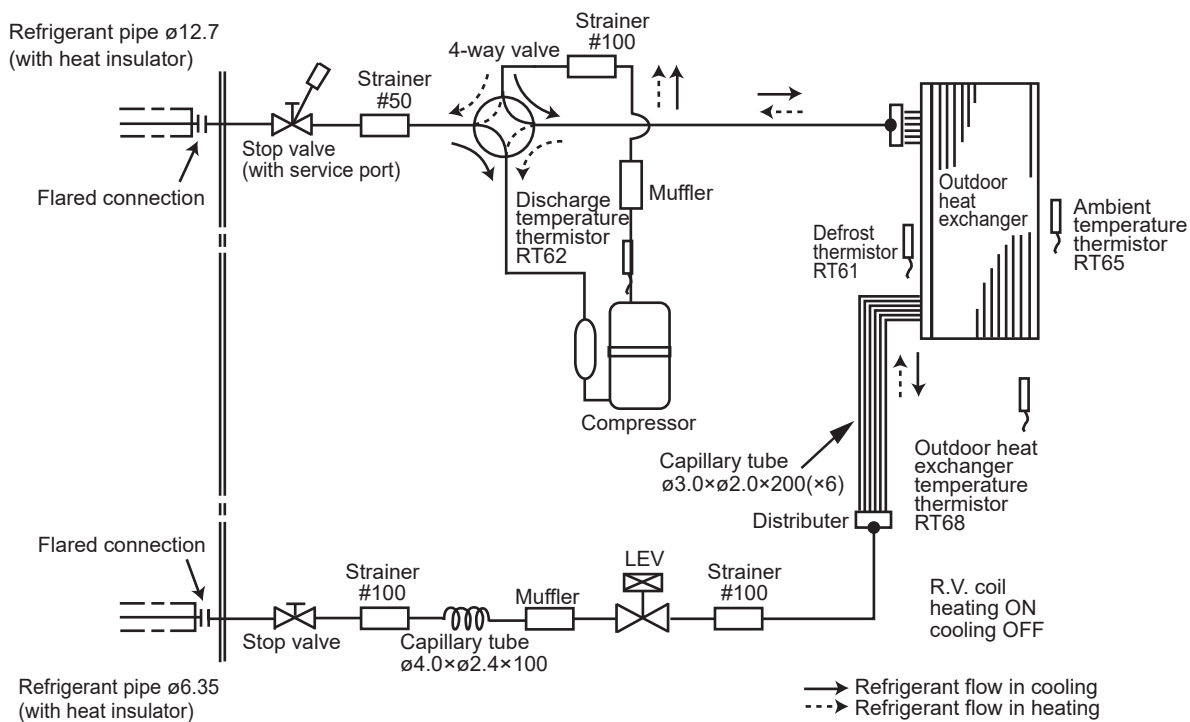 Refrigerant pipe ø12.7
(with heat insulator)
Strainer
#100
4-way valve
Strainer
#50
Stop valve
(with service port)
Flared connection
Discharge
temperature
thermistor
RT62
Muffler
Compressor
Outdoor
heat
exchanger
Defrost
thermistor
RT61
Ambient
temperature
thermistor
RT65
Capillary tube
ø3.0×ø2.0×200(×6)
Outdoor heat
exchanger
temperature
thermistor
RT68
Distributer
Flared connection
Strainer
#100
Muffler
LEV
Strainer
#100
Stop valve
Capillary tube
ø4.0×ø2.4×100
R.V. coil
heating ON
cooling OFF
Refrigerant pipe ø6.35
(with heat insulator)
Refrigerant flow in cooling
Refrigerant flow in heating